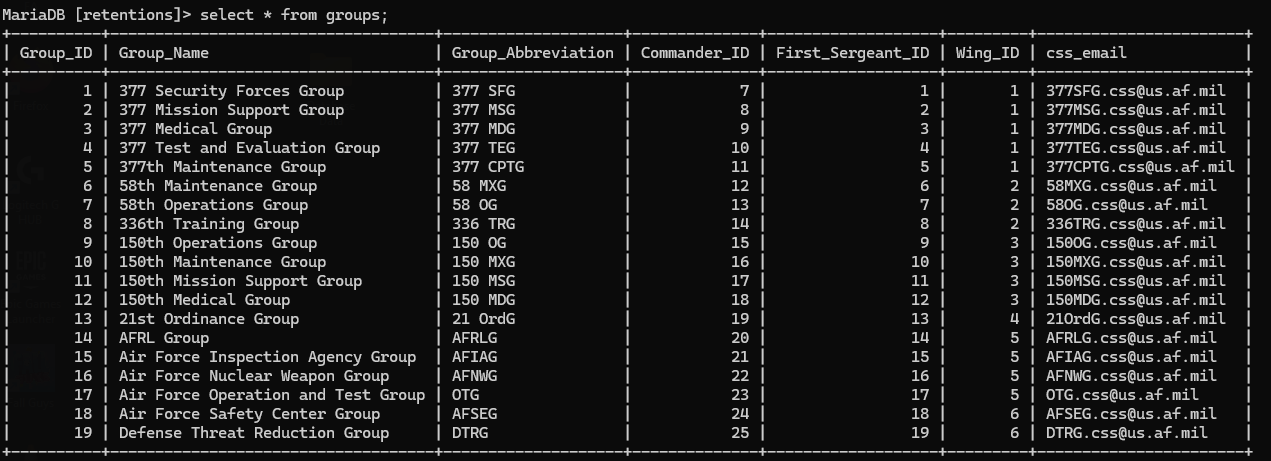 MariaDB [retentions]> select * from groups;
+----------+--------------------------------------+--------------------+--------------+-------------------+---------+------------------------+
| Group_ID | Group_Name                           | Group_Abbreviation | Commander_ID | First_Sergeant_ID | Wing_ID | css_email              |
+----------+--------------------------------------+--------------------+--------------+-------------------+---------+------------------------+
|        1 | 377 Security Forces Group            | 377 SFG            |            7 |                 1 |       1 | 377SFG.css@us.af.mil   |
|        2 | 377 Mission Support Group            | 377 MSG            |            8 |                 2 |       1 | 377MSG.css@us.af.mil   |
|        3 | 377 Medical Group                    | 377 MDG            |            9 |                 3 |       1 | 377MDG.css@us.af.mil   |
|        4 | 377 Test and Evaluation Group        | 377 TEG            |           10 |                 4 |       1 | 377TEG.css@us.af.mil   |
|        5 | 377th Maintenance Group              | 377 CPTG           |           11 |                 5 |       1 | 377CPTG.css@us.af.mil  |
|        6 | 58th Maintenance Group               | 58 MXG             |           12 |                 6 |       2 | 58MXG.css@us.af.mil    |
|        7 | 58th Operations Group                | 58 OG              |           13 |                 7 |       2 | 58OG.css@us.af.mil     |
|        8 | 336th Training Group                 | 336 TRG            |           14 |                 8 |       2 | 336TRG.css@us.af.mil   |
|        9 | 150th Operations Group               | 150 OG             |           15 |                 9 |       3 | 150OG.css@us.af.mil    |
|       10 | 150th Maintenance Group              | 150 MXG            |           16 |                10 |       3 | 150MXG.css@us.af.mil   |
|       11 | 150th Mission Support Group          | 150 MSG            |           17 |                11 |       3 | 150MSG.css@us.af.mil   |
|       12 | 150th Medical Group                  | 150 MDG            |           18 |                12 |       3 | 150MDG.css@us.af.mil   |
|       13 | 21st Ordinance Group                 | 21 OrdG            |           19 |                13 |       4 | 21OrdG.css@us.af.mil   |
|       14 | AFRL Group                           | AFRLG              |           20 |                14 |       5 | AFRLG.css@us.af.mil    |
|       15 | Air Force Inspection Agency Group    | AFIAG              |           21 |                15 |       5 | AFIAG.css@us.af.mil    |
|       16 | Air Force Nuclear Weapon Group       | AFNWG              |           22 |                16 |       5 | AFNWG.css@us.af.mil    |
|       17 | Air Force Operation and Test Group   | OTG                |           23 |                17 |       5 | OTG.css@us.af.mil      |
|       18 | Air Force Safety Center Group        | AFSEG              |           24 |                18 |       6 | AFSEG.css@us.af.mil    |
|       19 | Defense Threat Reduction Group       | DTRG               |           25 |                19 |       6 | DTRG.css@us.af.mil     |
+----------+--------------------------------------+--------------------+--------------+-------------------+---------+------------------------+